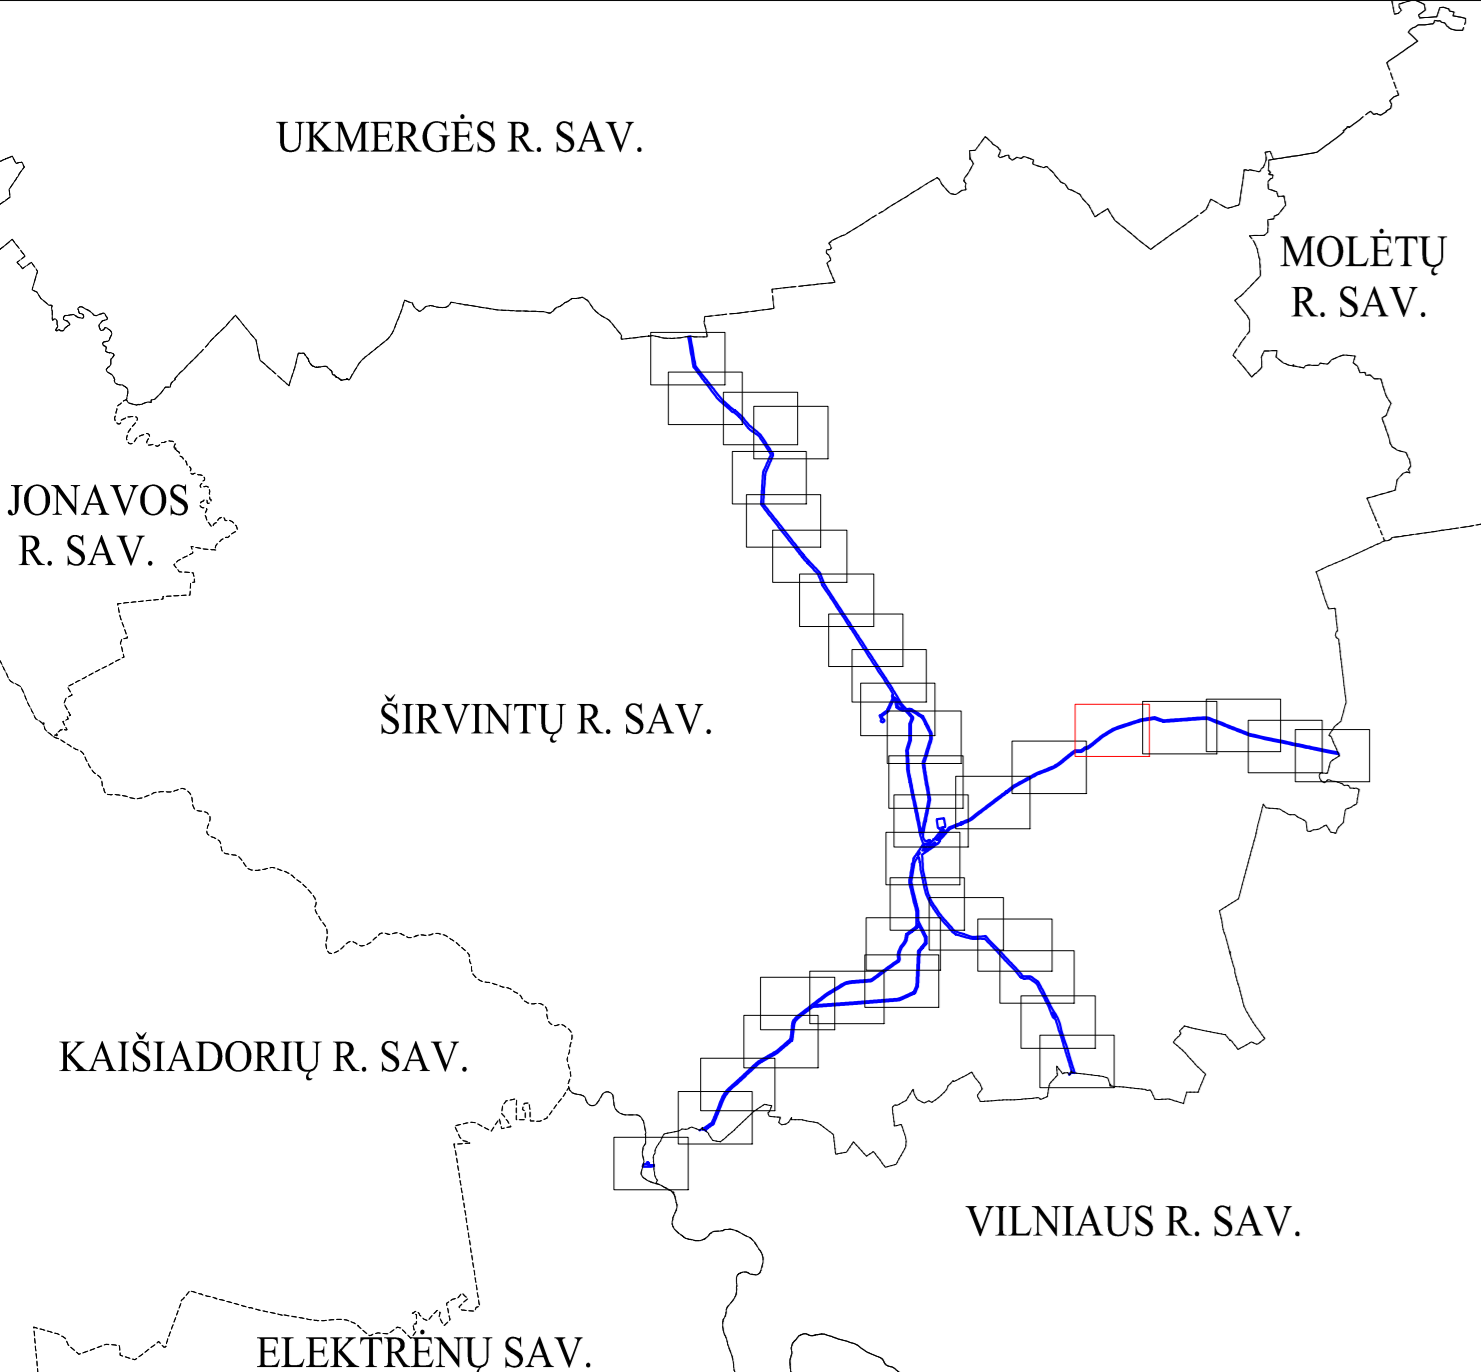 UKMERGĖS R. SAV.
MOLĖTŲ
R. SAV.
JONAVOS
R. SAV.
ŠIRVINTŲ R. SAV.
KAIŠIADORIŲ R. SAV.
VILNIAUS R. SAV.
ELEKTRĖNŲ SAV.